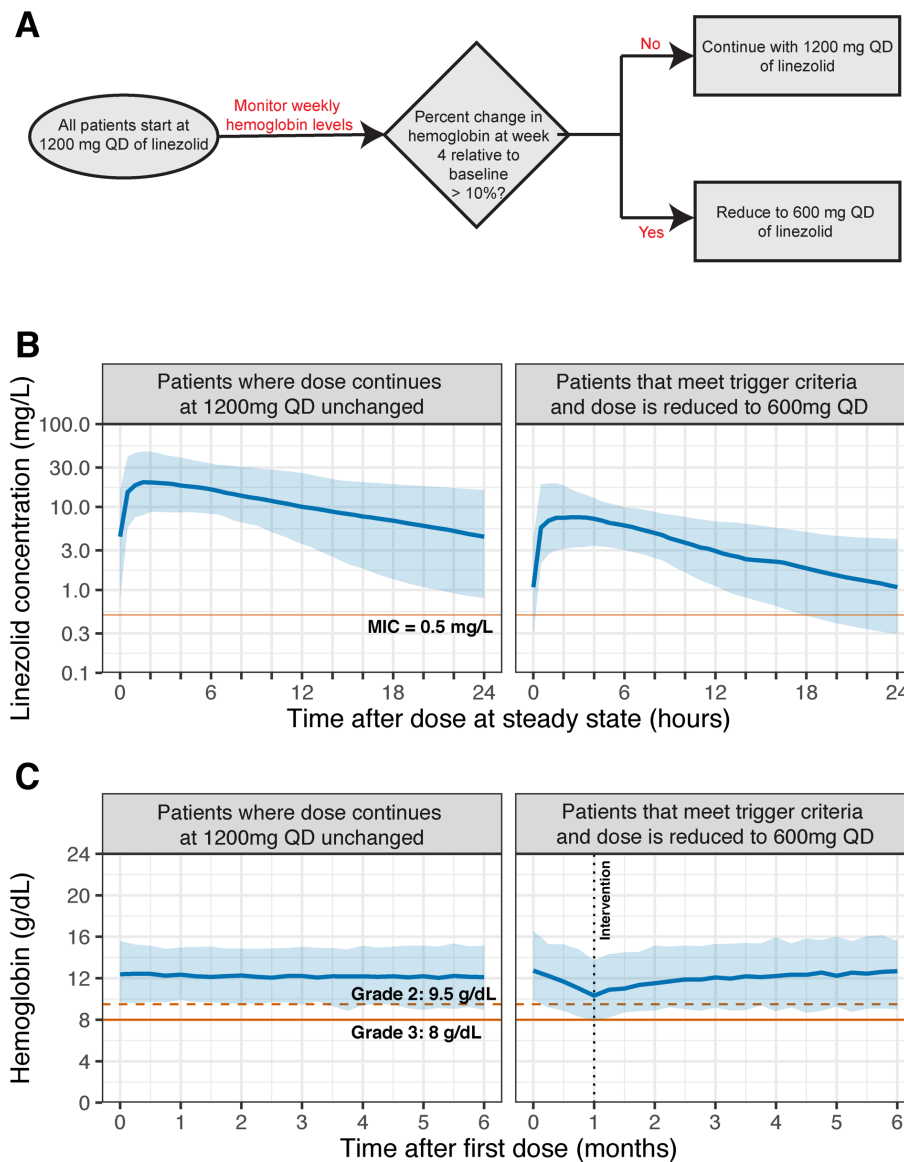 A
All patients start at
1200 mg QD of linezolid
Monitor weekly
hemoglobin levels
Percent change in
hemoglobin at week
4 relative to
baseline
> 10%?
No
Continue with 1200 mg QD
of linezolid
Yes
Reduce to 600 mg QD
of linezolid
B
Linezolid concentration (mg/L)
Patients where dose continues
at 1200mg QD unchanged
Patients that meet trigger criteria
and dose is reduced to 600mg QD
100.0
30.0
10.0
3.0
1.0
0.3
0.1
MIC = 0.5 mg/L
0 6 12 18 24
0 6 12 18 24
Time after dose at steady state (hours)
C
Hemoglobin (g/dL)
Patients where dose continues
at 1200mg QD unchanged
Patients that meet trigger criteria
and dose is reduced to 600mg QD
24
20
16
12
8
4
0
Grade 2: 9.5 g/dL
Grade 3: 8 g/dL
Intervention
0 1 2 3 4 5 6
0 1 2 3 4 5 6
Time after first dose (months)